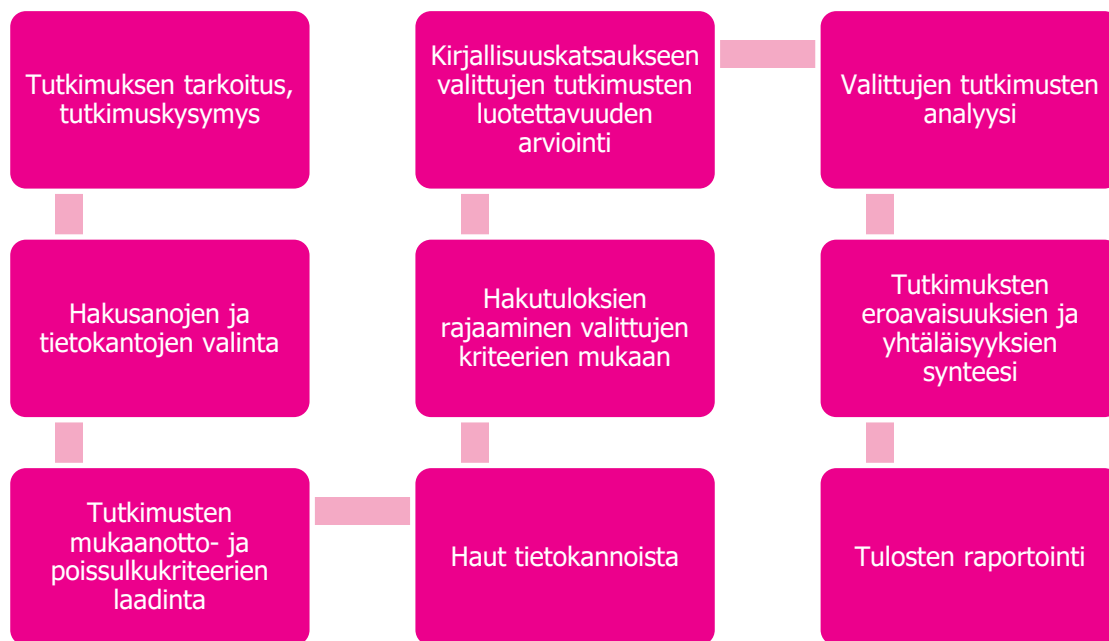 Tutkimuksen tarkoitus,
tutkimuskysymys
Hakusanojen ja
tietokantojen valinta
Tutkimusten
mukaanotto- ja
poissulkukriteerien
laadinta
Haut tietokannoista
Hakutuloksien
rajaaminen valittujen
kriteerien mukaan
Kirjallisuuskatsaukseen
valittujen tutkimusten
luotettavuuden
arviointi
Valittujen tutkimusten
analyysi
Tutkimuksten
eroavaisuuksien ja
yhtäläisyyksien
synteesi
Tulosten raportointi